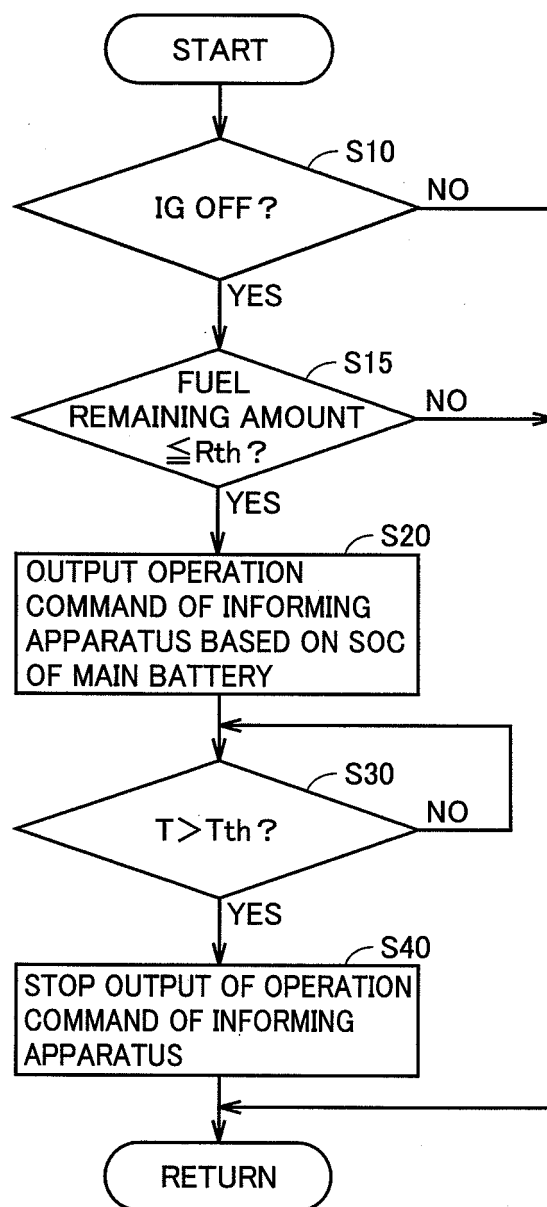 START
S10
IG OFF?
NO
YES
S15
FUEL
REMAINING AMOUNT
≦Rth?
NO
YES
S20
OUTPUT OPERATION
COMMAND OF INFORMING
APPARATUS BASED ON SOC
OF MAIN BATTERY
S30
T>Tth?
NO
YES
S40
STOP OUTPUT OF OPERATION
COMMAND OF INFORMING
APPARATUS
RETURN